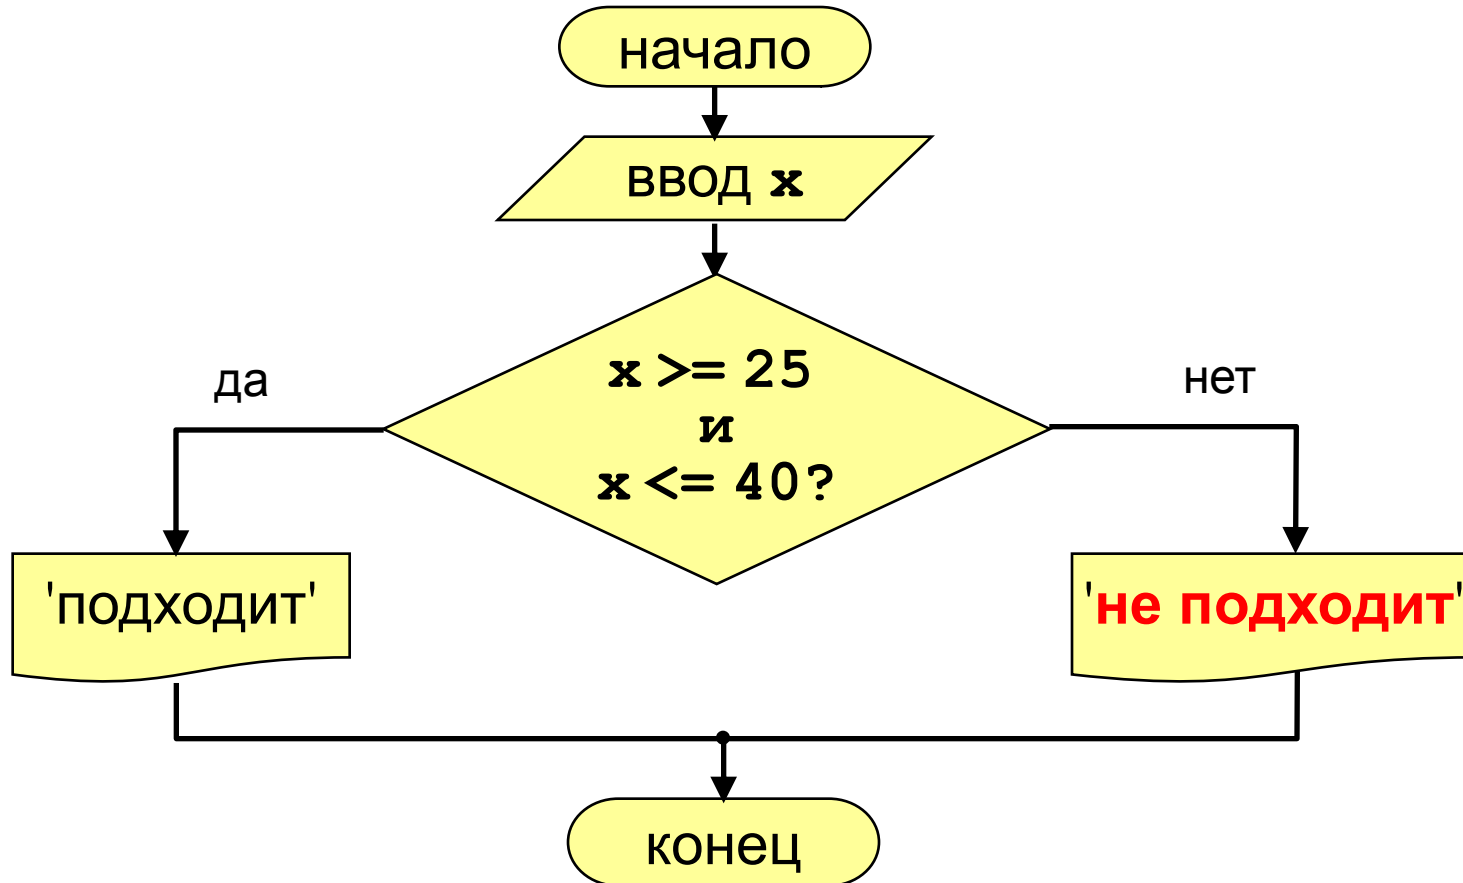 начало
ввод x
да
x >= 25
и
x <= 40?
нет
'подходит'
'не подходит'
конец